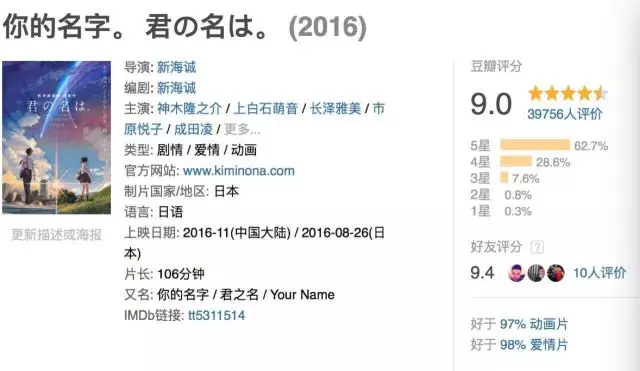 你的名字。 君の名は。 (2016)
君の名は。
更新描述或海报
导演: 新海诚
编剧: 新海诚
主演: 神木隆之介 / 上白石萌音 / 长泽雅美 / 市
原悦子 / 成田凌 / 更多...
类型: 剧情 / 爱情 / 动画
官方网站: www.kiminona.com
制片国家/地区: 日本
语言: 日语
上映日期: 2016-11(中国大陆) / 2016-08-26(日
本)
片长: 106分钟
又名: 你的名字 / 君之名 / Your Name
IMDb链接: tt5311514
豆瓣评分
9.0
39756人评价
5星 62.7%
4星 28.6%
3星 7.6%
2星 0.8%
1星 0.3%
好友评分 ?
9.4 10人评价
好于 97% 动画片
好于 98% 爱情片